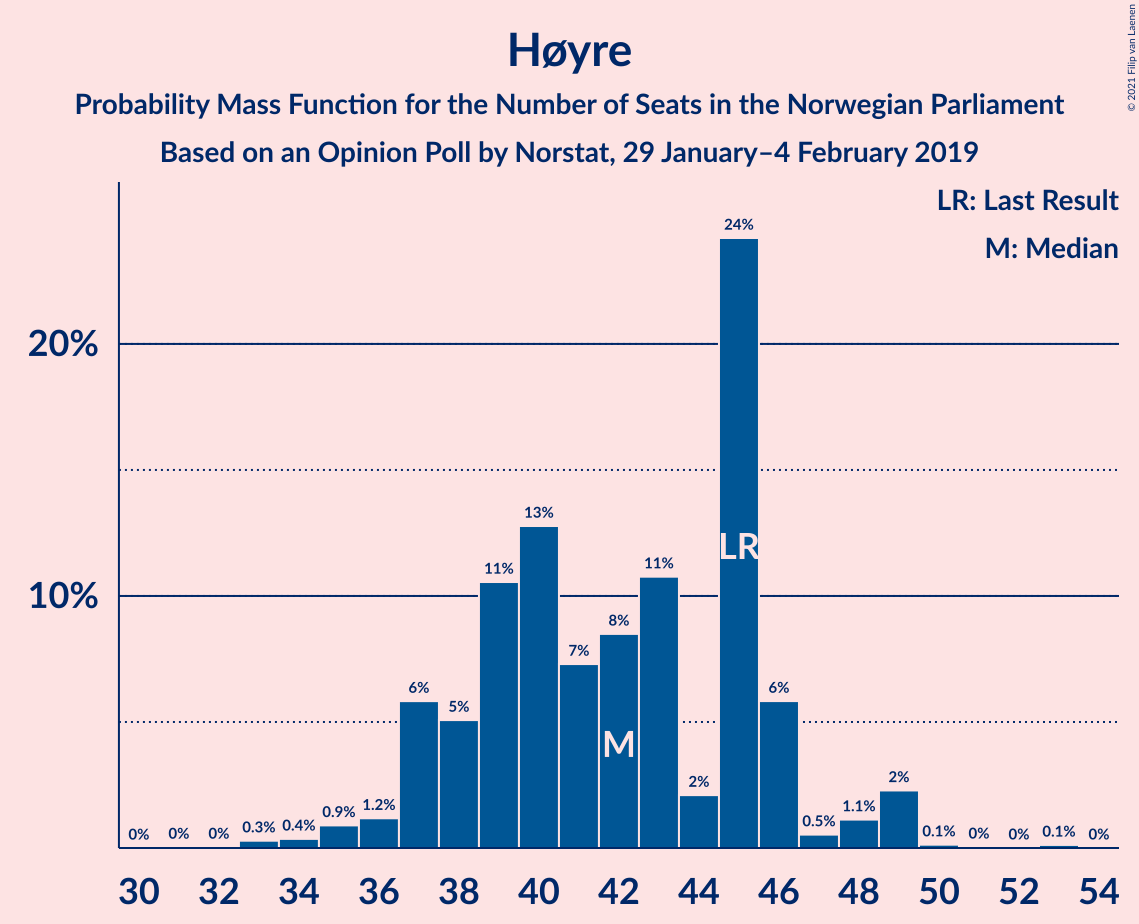 Høyre
Probability Mass Function for the Number of Seats in the Norwegian Parliament
Based on an Opinion Poll by Norstat, 29 January–4 February 2019
© 2021 Filip van Laenen
LR: Last Result
M: Median
20%
10%
0% 0% 0% 0.3% 0.4% 0.9% 1.2% 6% 5% 11% 13% 7% 8% 11% 2% 24% 6% 0.5% 1.1% 2% 0.1% 0% 0% 0.1% 0%
LR
M
30 32 34 36 38 40 42 44 46 48 50 52 54